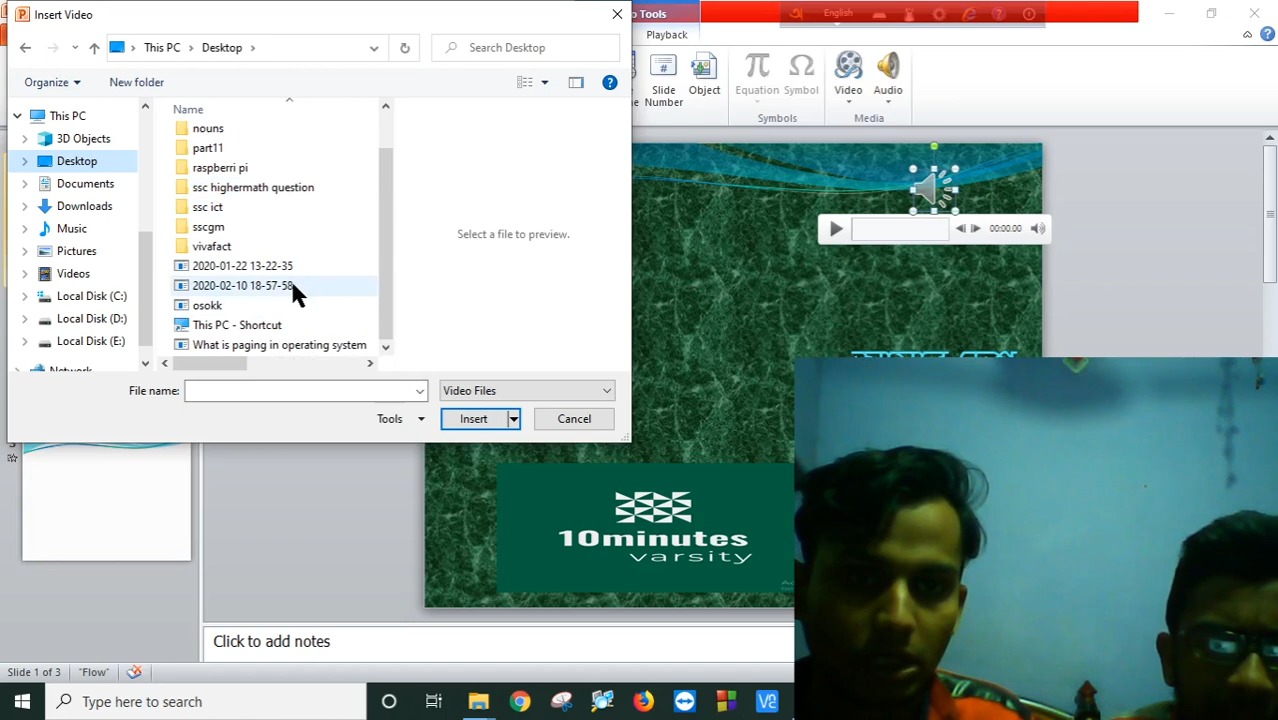 Insert Video
o Tools
English
Playback
This PC
Desktop
Search Desktop
Organize
New folder
Name
This PC
3D Objects
Desktop
Documents
Downloads
Music
Pictures
Videos
Local Disk (C:)
Local Disk (D:)
Local Disk (E:)
Network
nouns
part11
raspberri pi
ssc highermath question
ssc ict
sscgm
vivafact
2020-01-22 13-22-35
2020-02-10 18-57-58
osokk
This PC - Shortcut
What is paging in operating system
Select a file to preview.
File name:
Video Files
Tools
Insert
Cancel
Slide
Number
Object
Equation
Symbol
Symbols
Video
Audio
Media
00:00.00
10minutes
varsity
Click to add notes
Slide 1 of 3
"Flow"
Type here to search